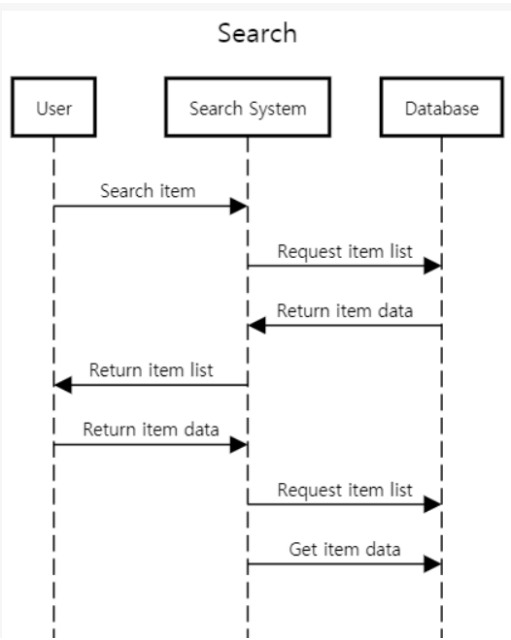 Search
User
Search System
Database
Search item
Request item list
Return item data
Return item list
Return item data
Request item list
Get item data